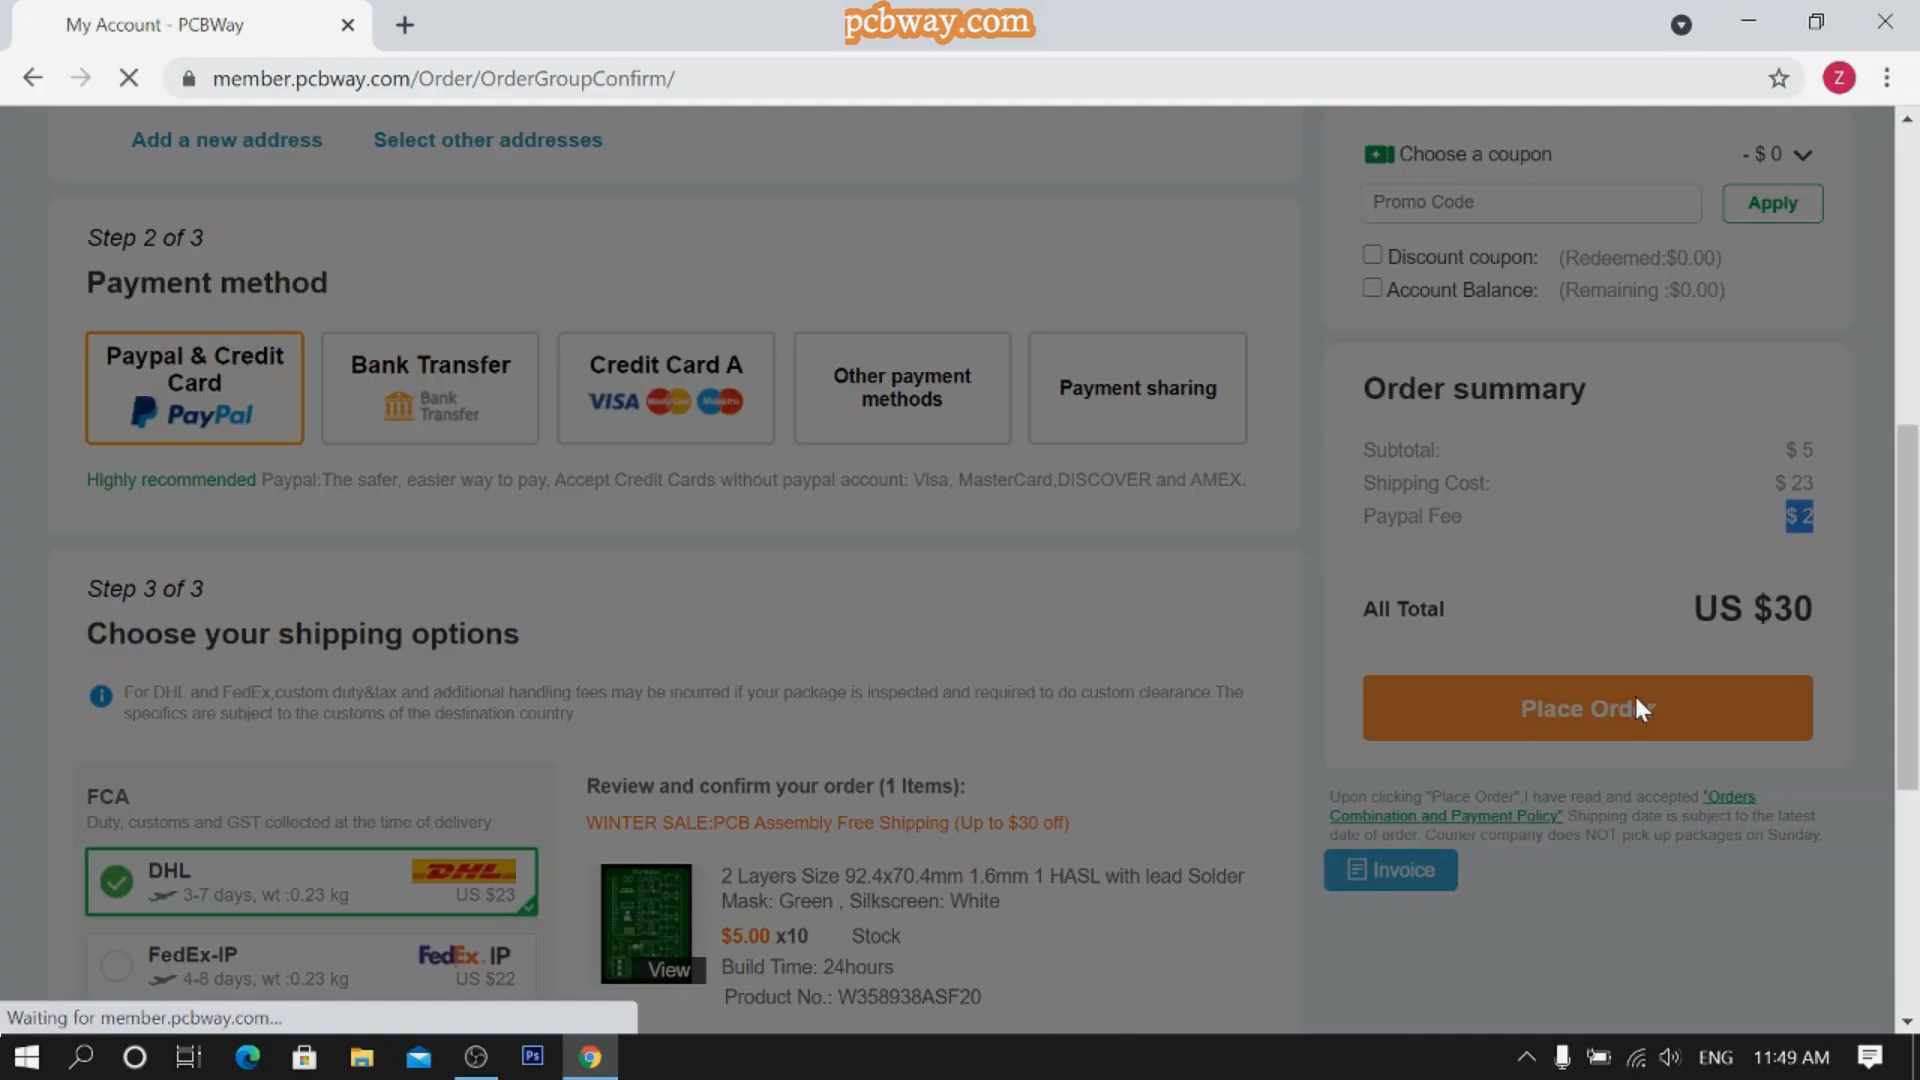 My Account - PCBWay
pcbway.com
member.pcbway.com/Order/OrderGroupConfirm/
Z
Add a new address
Select other addresses
Step 2 of 3
Payment method
Paypal & Credit
Card
PayPal
Bank Transfer
Bank
Transfer
Credit Card A
VISA
Other payment
methods
Payment sharing
Highly recommended Paypal:The safer, easier way to pay, Accept Credit Cards without paypal account: Visa, MasterCard,DISCOVER and AMEX.
Step 3 of 3
Choose your shipping options
For DHL and FedEx,custom duty&tax and additional handling fees may be incurred if your package is inspected and required to do custom clearance.The
specifics are subject to the customs of the destination country
FCA
Duty, customs and GST collected at the time of delivery
DHL
DHL
3-7 days, wt :0.23 kg
US $23
FedEx-IP
FedEx. IP
4-8 days, wt :0.23 kg
US $22
Review and confirm your order (1 Items):
WINTER SALE:PCB Assembly Free Shipping (Up to $30 off)
View
2 Layers Size 92.4x70.4mm 1.6mm 1 HASL with lead Solder
Mask: Green , Silkscreen: White
$5.00 x10
Stock
Build Time: 24hours
Product No.: W358938ASF20
Choose a coupon
- $ 0
Promo Code
Apply
Discount coupon: (Redeemed:$0.00)
Account Balance: (Remaining :$0.00)
Order summary
Subtotal: $ 5
Shipping Cost: $ 23
Paypal Fee $ 2
All Total US $30
Place Order
Upon clicking "Place Order",I have read and accepted "Orders
Combination and Payment Policy" Shipping date is subject to the latest
date of order. Courier company does NOT pick up packages on Sunday.
Invoice
Waiting for member.pcbway.com...
Ps
ENG
11:49 AM